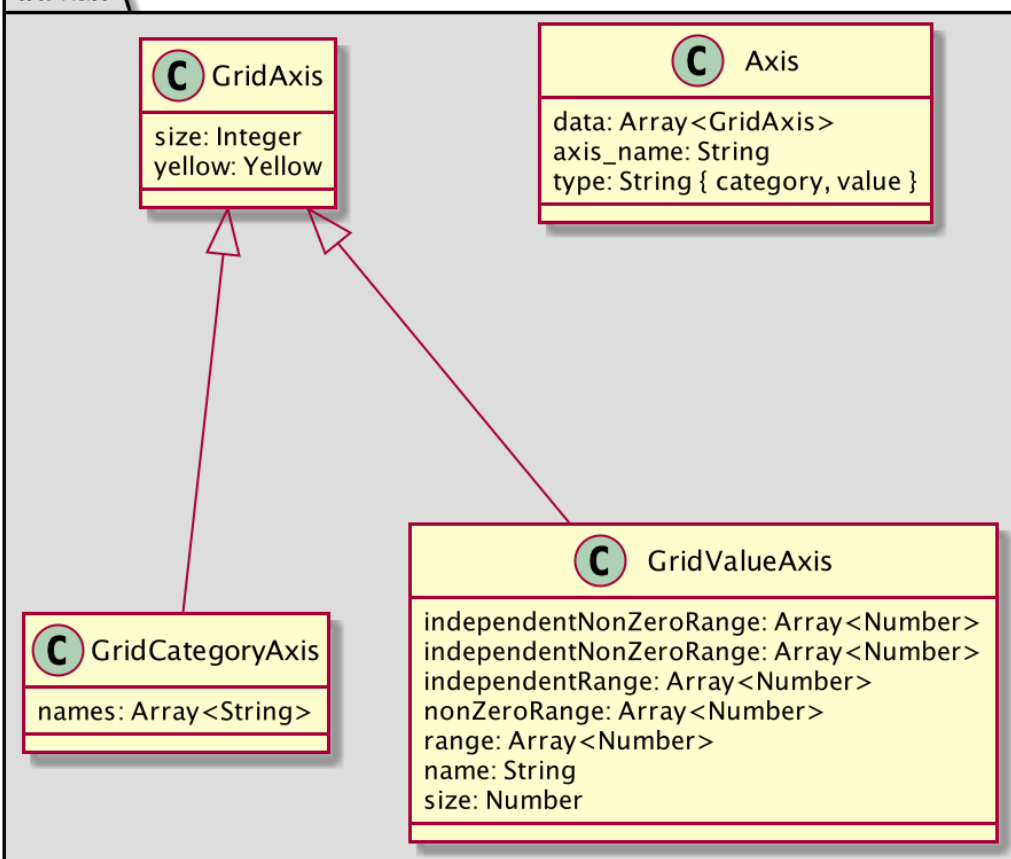 C GridAxis
size: Integer
yellow: Yellow
C Axis
data: Array<GridAxis>
axis_name: String
type: String { category, value }
C GridCategoryAxis
names: Array<String>
C GridValueAxis
independentNonZeroRange: Array<Number>
independentNonZeroRange: Array<Number>
independentRange: Array<Number>
nonZeroRange: Array<Number>
range: Array<Number>
name: String
size: Number